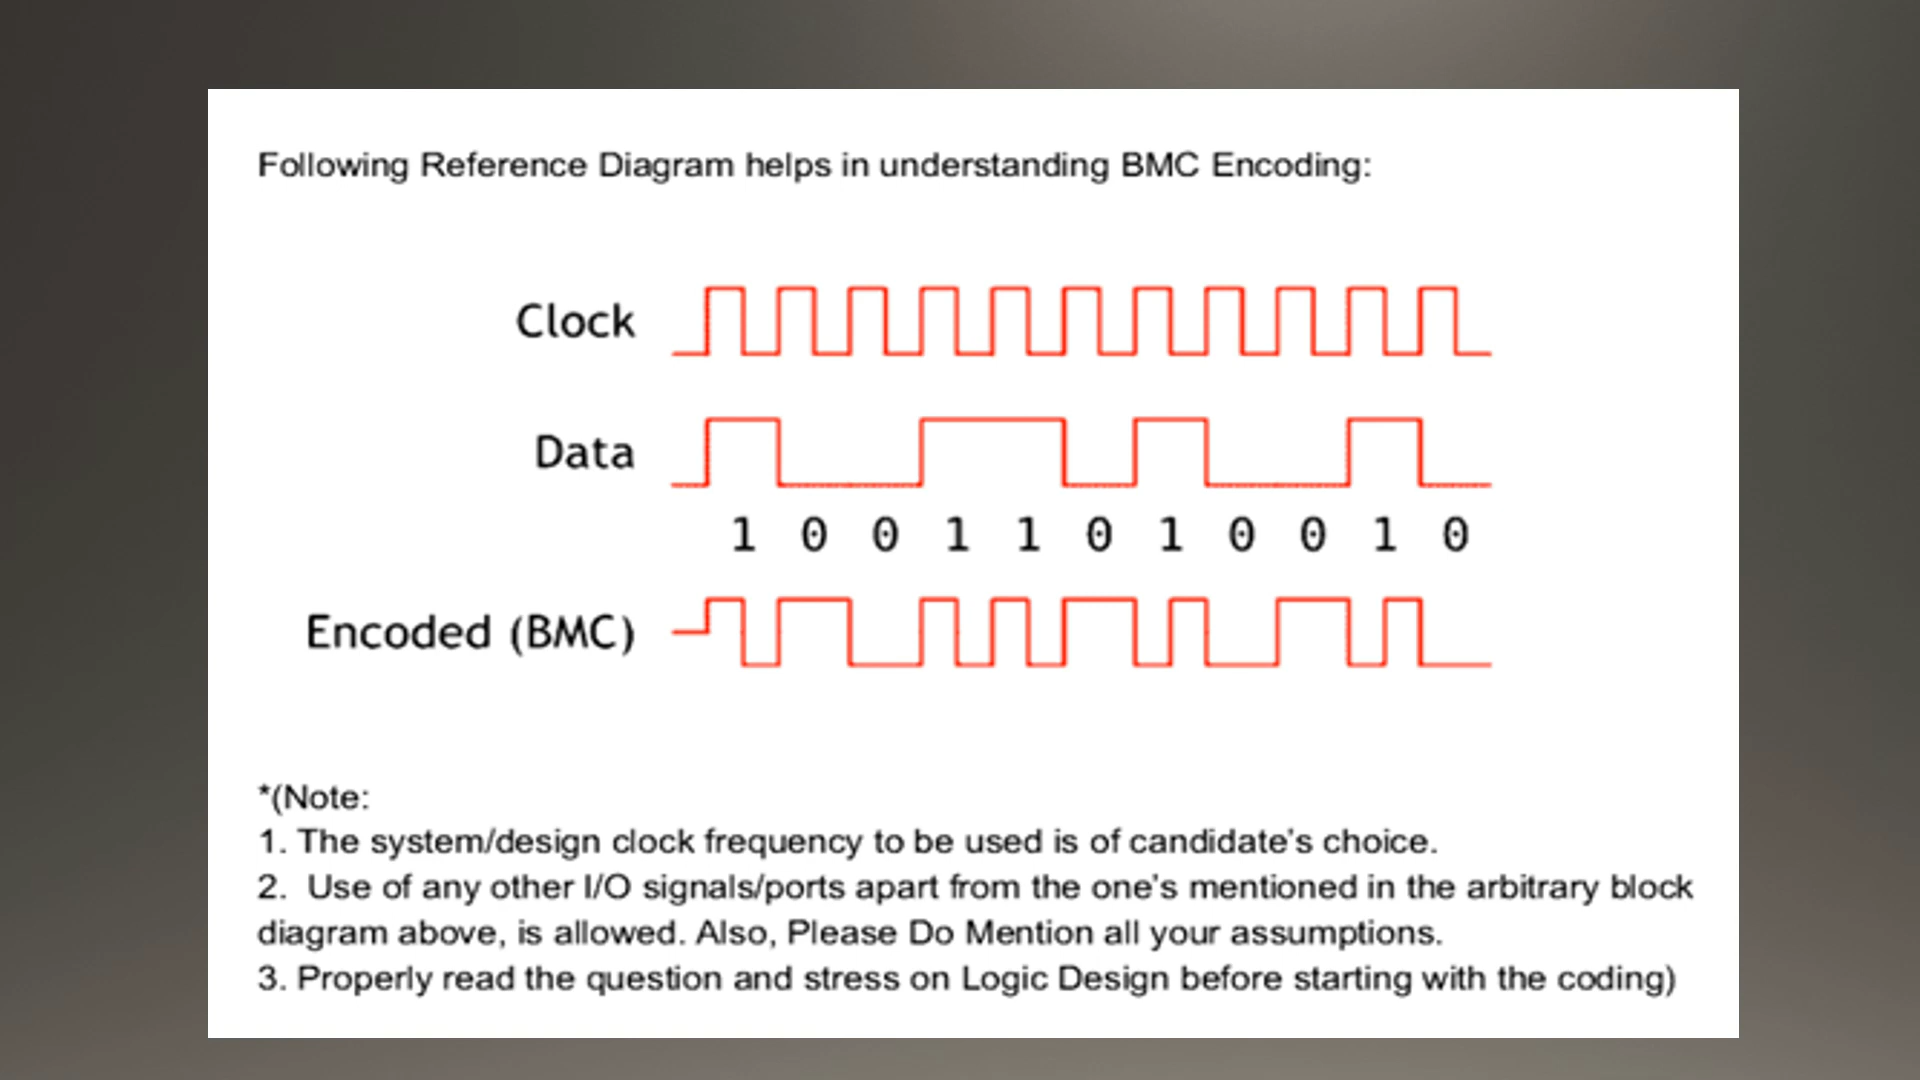 Following Reference Diagram helps in understanding BMC Encoding:
Clock
Data
1 0 0 1 1 0 1 0 0 1 0
Encoded (BMC)
*(Note:
1. The system/design clock frequency to be used is of candidate's choice.
2. Use of any other I/O signals/ports apart from the one's mentioned in the arbitrary block
diagram above, is allowed. Also, Please Do Mention all your assumptions.
3. Properly read the question and stress on Logic Design before starting with the coding)